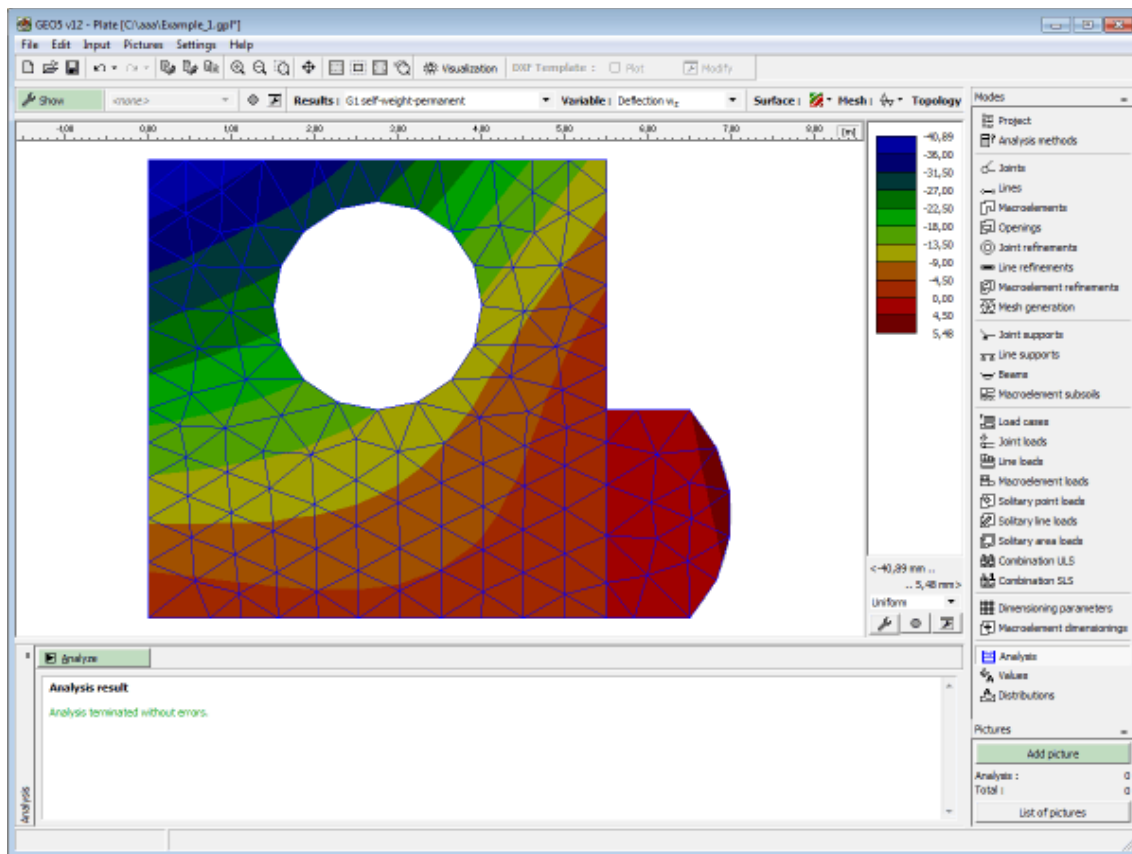 GEO5 v12 - Plate [C:\aaa\Example_1.gpl*]
File Edit Input Pictures Settings Help
Visualization DXF Template : Plot Modify
Show <none> Results : G1 self-weight-permanent Variable : Deflection wz Surface : Mesh : Topology
-1,00 0,00 1,00 2,00 3,00 4,00 5,00 6,00 7,00 8,00 [m]
-40,89
-36,00
-31,50
-27,00
-22,50
-18,00
-13,50
-9,00
-4,50
0,00
4,50
5,48
<-40,89 mm ..
.. 5,48 mm>
Uniform
Modes
Project
Analysis methods
Joints
Lines
Macroelements
Openings
Joint refinements
Line refinements
Macroelement refinements
Mesh generation
Joint supports
Line supports
Beams
Macroelement subsoils
Load cases
Joint loads
Line loads
Macroelement loads
Solitary point loads
Solitary line loads
Solitary area loads
Combination ULS
Combination SLS
Dimensioning parameters
Macroelement dimensionings
Analysis
Values
Distributions
Pictures
Add picture
Analysis : 0
Total : 0
List of pictures
Analyze
Analysis result
Analysis terminated without errors.
Analysis